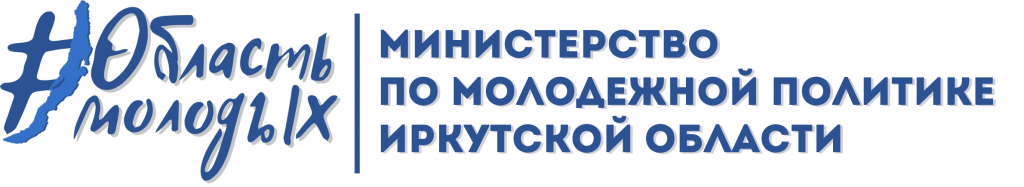 #Область
молодых
МИНИСТЕРСТВО
ПО МОЛОДЕЖНОЙ ПОЛИТИКЕ
ИРКУТСКОЙ ОБЛАСТИ